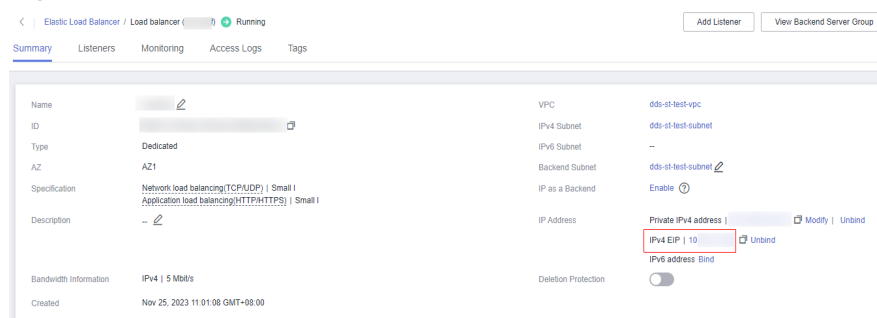 Elastic Load Balancer / Load balancer ( Running
Add Listener
View Backend Server Group
Summary
Listeners
Monitoring
Access Logs
Tags
Name
ID
Type Dedicated
AZ AZ1
Specification Network load balancing(TCP/UDP) | Small I
Application load balancing(HTTP/HTTPS) | Small I
Description --
Bandwidth Information IPv4 | 5 Mbit/s
Created Nov 25, 2023 11:01:08 GMT+08:00
VPC dds-st-test-vpc
IPv4 Subnet dds-st-test-subnet
IPv6 Subnet --
Backend Subnet dds-st-test-subnet
IP as a Backend Enable ?
IP Address Private IPv4 address | Modify | Unbind
IPv4 EIP | 10 Unbind
IPv6 address Bind
Deletion Protection